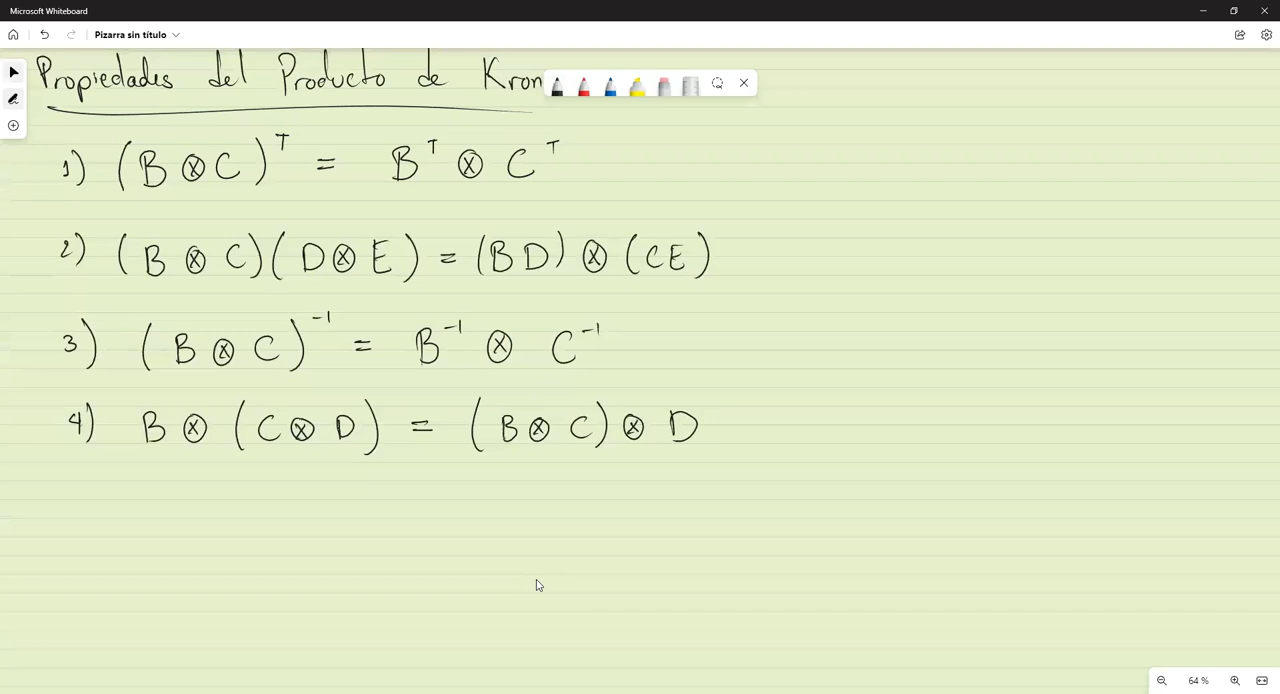 Microsoft Whiteboard
Pizarra sin título
Propiedades del Producto de Kron
1) (B ⊗ C)ᵀ = Bᵀ ⊗ Cᵀ
2) (B ⊗ C)(D ⊗ E) = (BD) ⊗ (CE)
3) (B ⊗ C)⁻¹ = B⁻¹ ⊗ C⁻¹
4) B ⊗ (C ⊗ D) = (B ⊗ C) ⊗ D
64 %